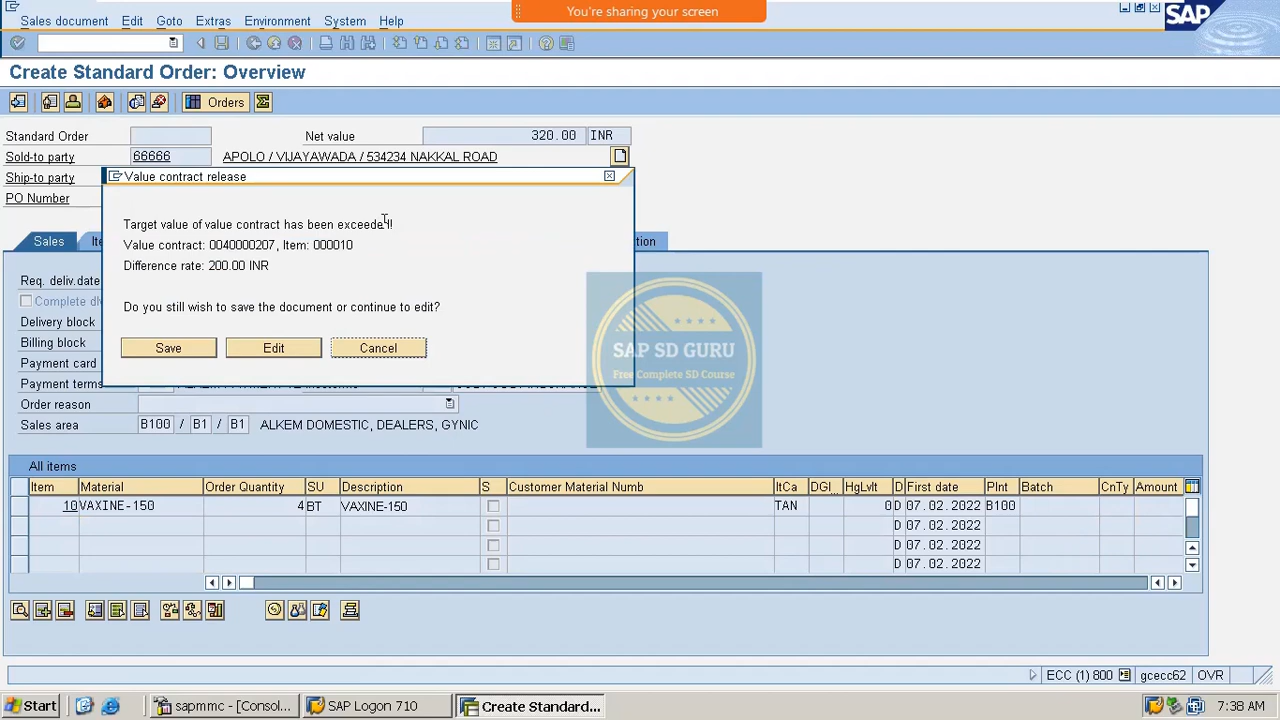 You're sharing your screen
Sales document Edit Goto Extras Environment System Help
SAP
Create Standard Order: Overview
Orders
Standard Order Net value 320.00 INR
Sold-to party 66666 APOLO / VIJAYAWADA / 534234 NAKKAL ROAD
Ship-to party
PO Number
Value contract release
Target value of value contract has been exceeded!
Value contract: 0040000207, Item: 000010
Difference rate: 200.00 INR
Do you still wish to save the document or continue to edit?
Save Edit Cancel
Sales
Req. deliv.date
Delivery block
Billing block
Payment card
Payment terms
Order reason
Sales area B100 / B1 / B1 ALKEM DOMESTIC, DEALERS, GYNIC
SAP SD GURU
Free Complete SD Course
All items
Item Material Order Quantity SU Description S Customer Material Numb ItCa DGI... HgLvIt D First date Plnt Batch CnTy Amount
10 VAXINE-150 4 BT VAXINE-150 TAN 0 D 07.02.2022 B100
D 07.02.2022
D 07.02.2022
D 07.02.2022
ECC (1) 800 gcecc62 OVR
Start sapmmc - [Consol... SAP Logon 710 Create Standard... 7:38 AM